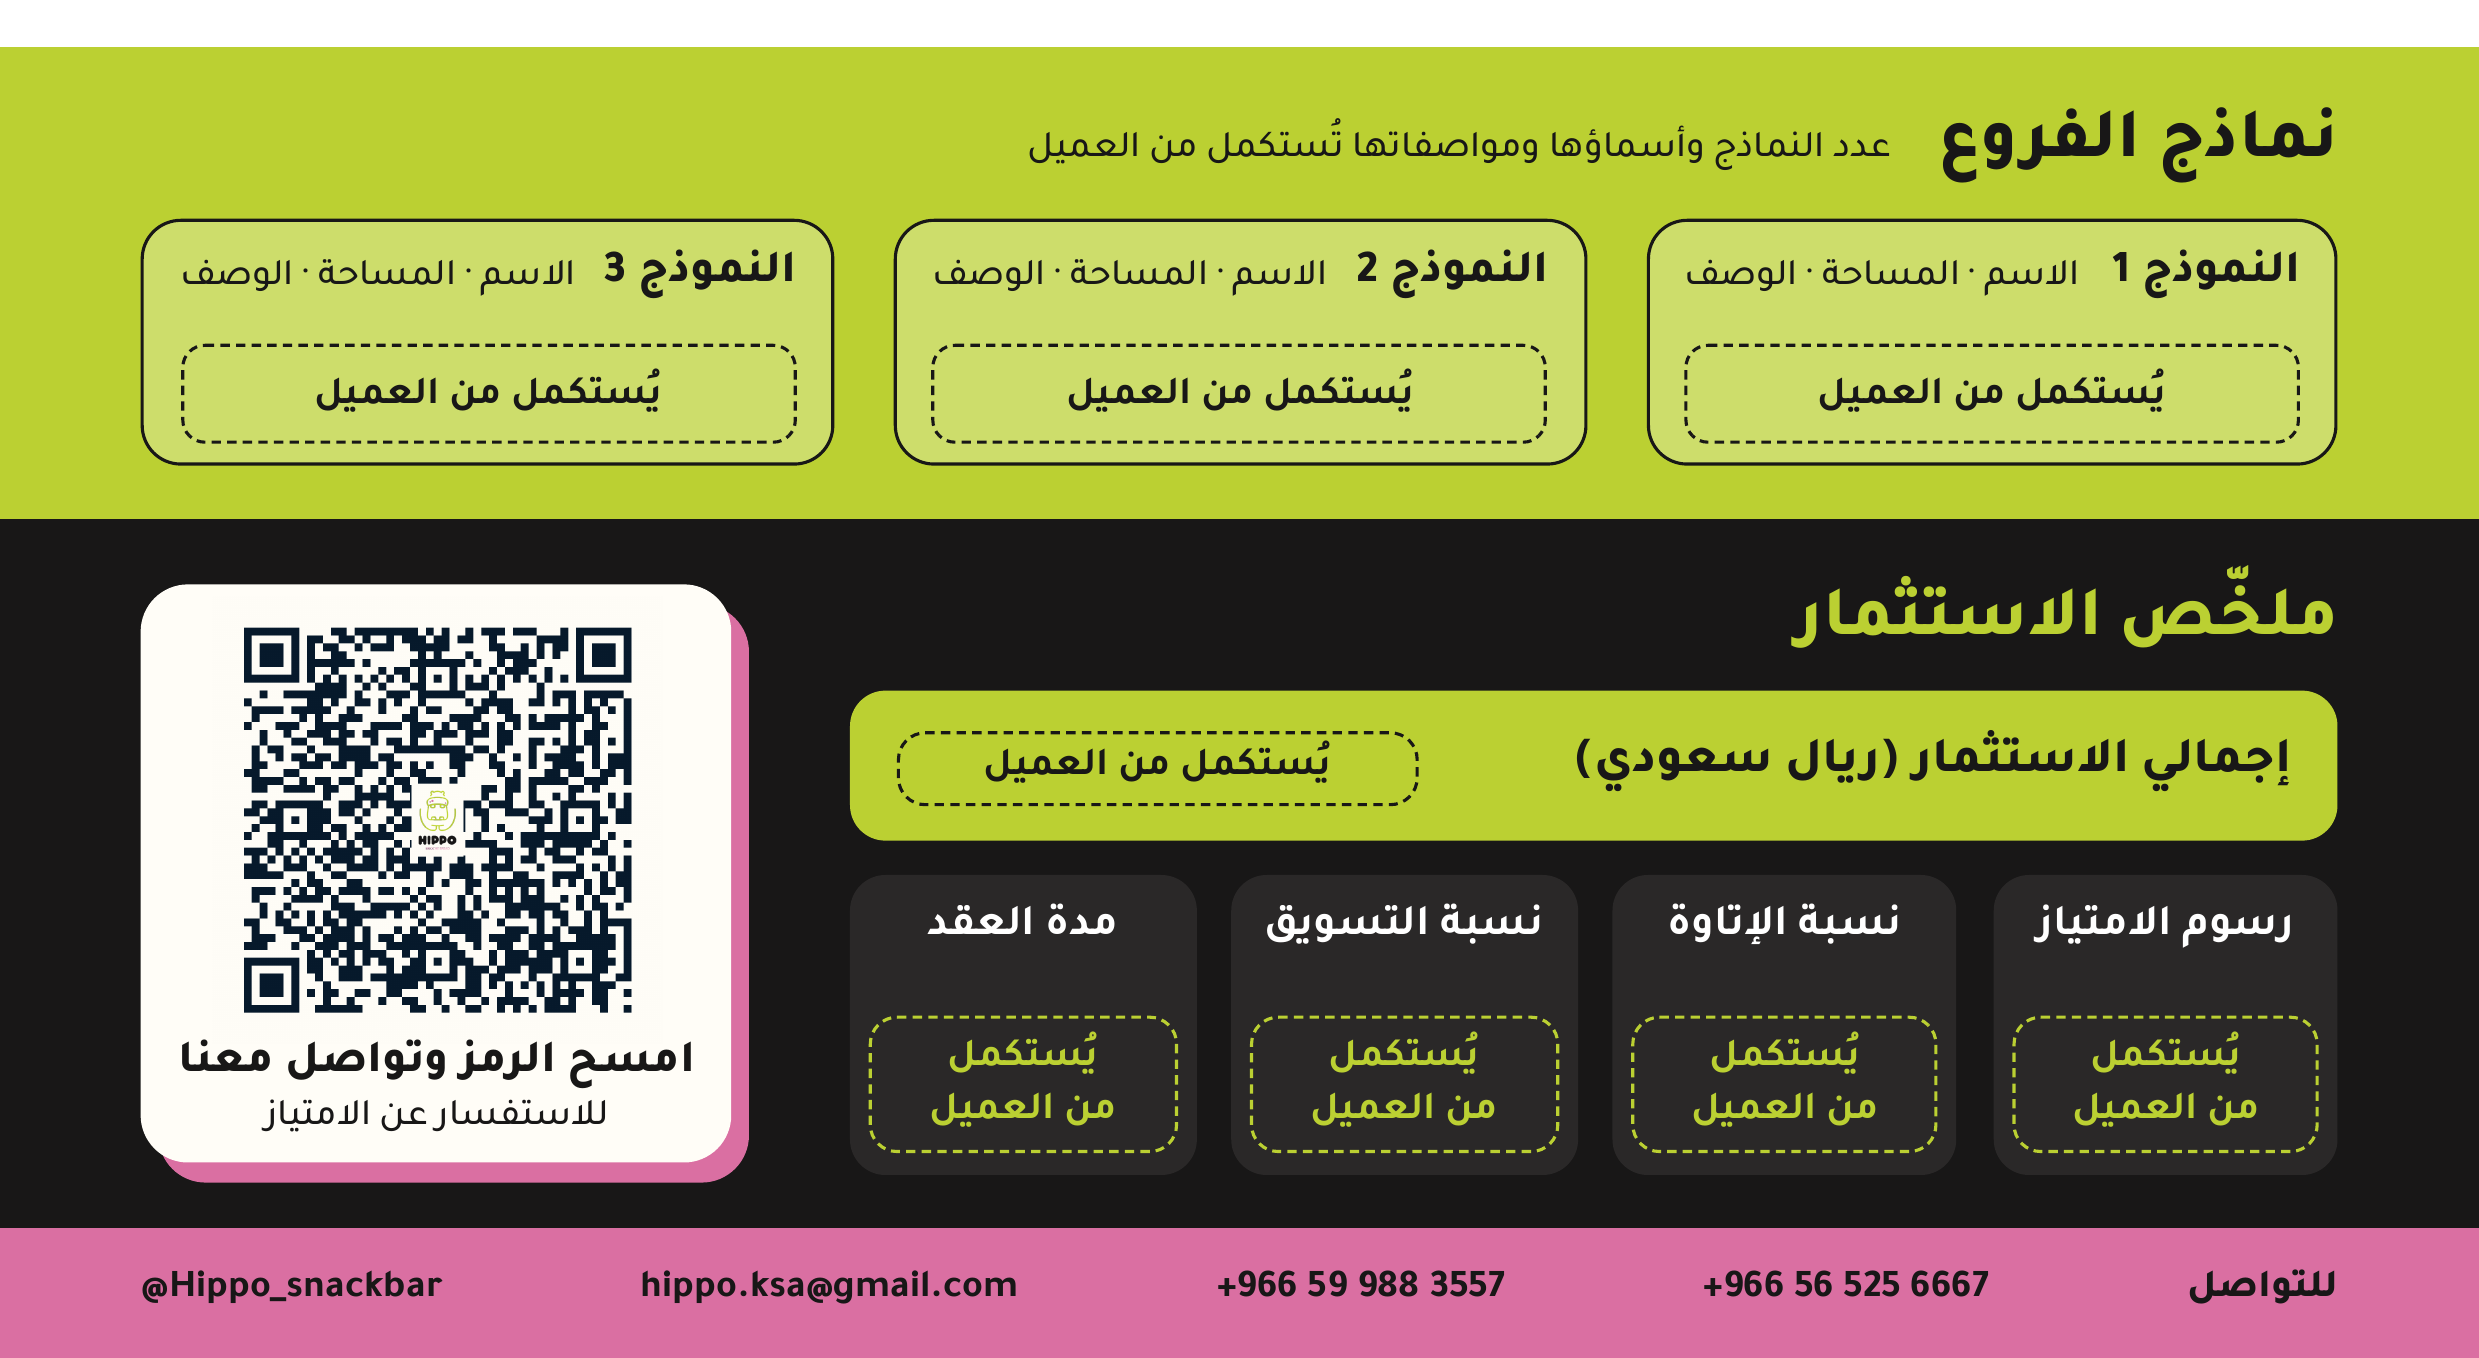 نماذج الفروع عدد النماذج وأسماؤها ومواصفاتها تُستكمل من العميل
النموذج 1 الاسم · المساحة · الوصف
يُستكمل من العميل
النموذج 2 الاسم · المساحة · الوصف
يُستكمل من العميل
النموذج 3 الاسم · المساحة · الوصف
يُستكمل من العميل
ملخّص الاستثمار
إجمالي الاستثمار (ريال سعودي) يُستكمل من العميل
رسوم الامتياز
يُستكمل
من العميل
نسبة الإتاوة
يُستكمل
من العميل
نسبة التسويق
يُستكمل
من العميل
مدة العقد
يُستكمل
من العميل
HIPPO
امسح الرمز وتواصل معنا
للاستفسار عن الامتياز
للتواصل
+966 56 525 6667
+966 59 988 3557
hippo.ksa@gmail.com
@Hippo_snackbar